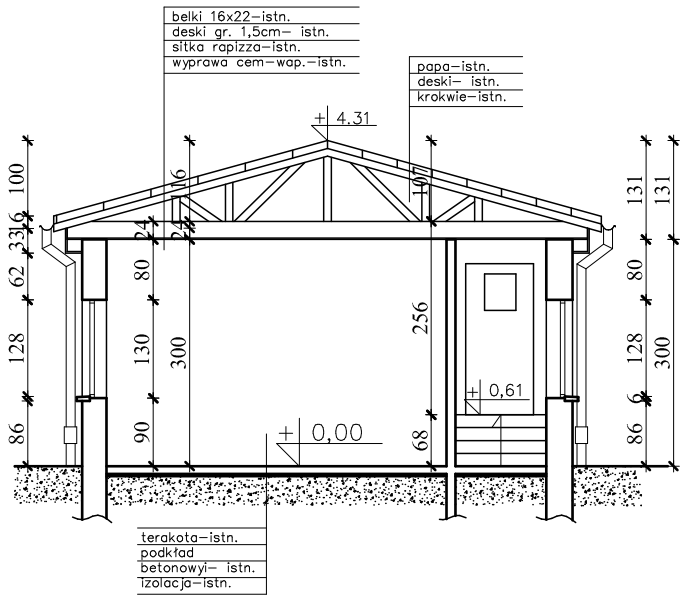 belki 16x22-istn.
deski gr. 1,5cm- istn.
sitka rapizza-istn.
wyprawa cem-wap.-istn.
papa-istn.
deski- istn.
krokwie-istn.
+ 4.31
100
16
33
62
128
86
24
80
130
90
116
24
300
107
256
68
+ 0,61
+ 0,00
131
80
128
6
86
131
300
terakota-istn.
podkład
betonowyi- istn.
izolacja-istn.